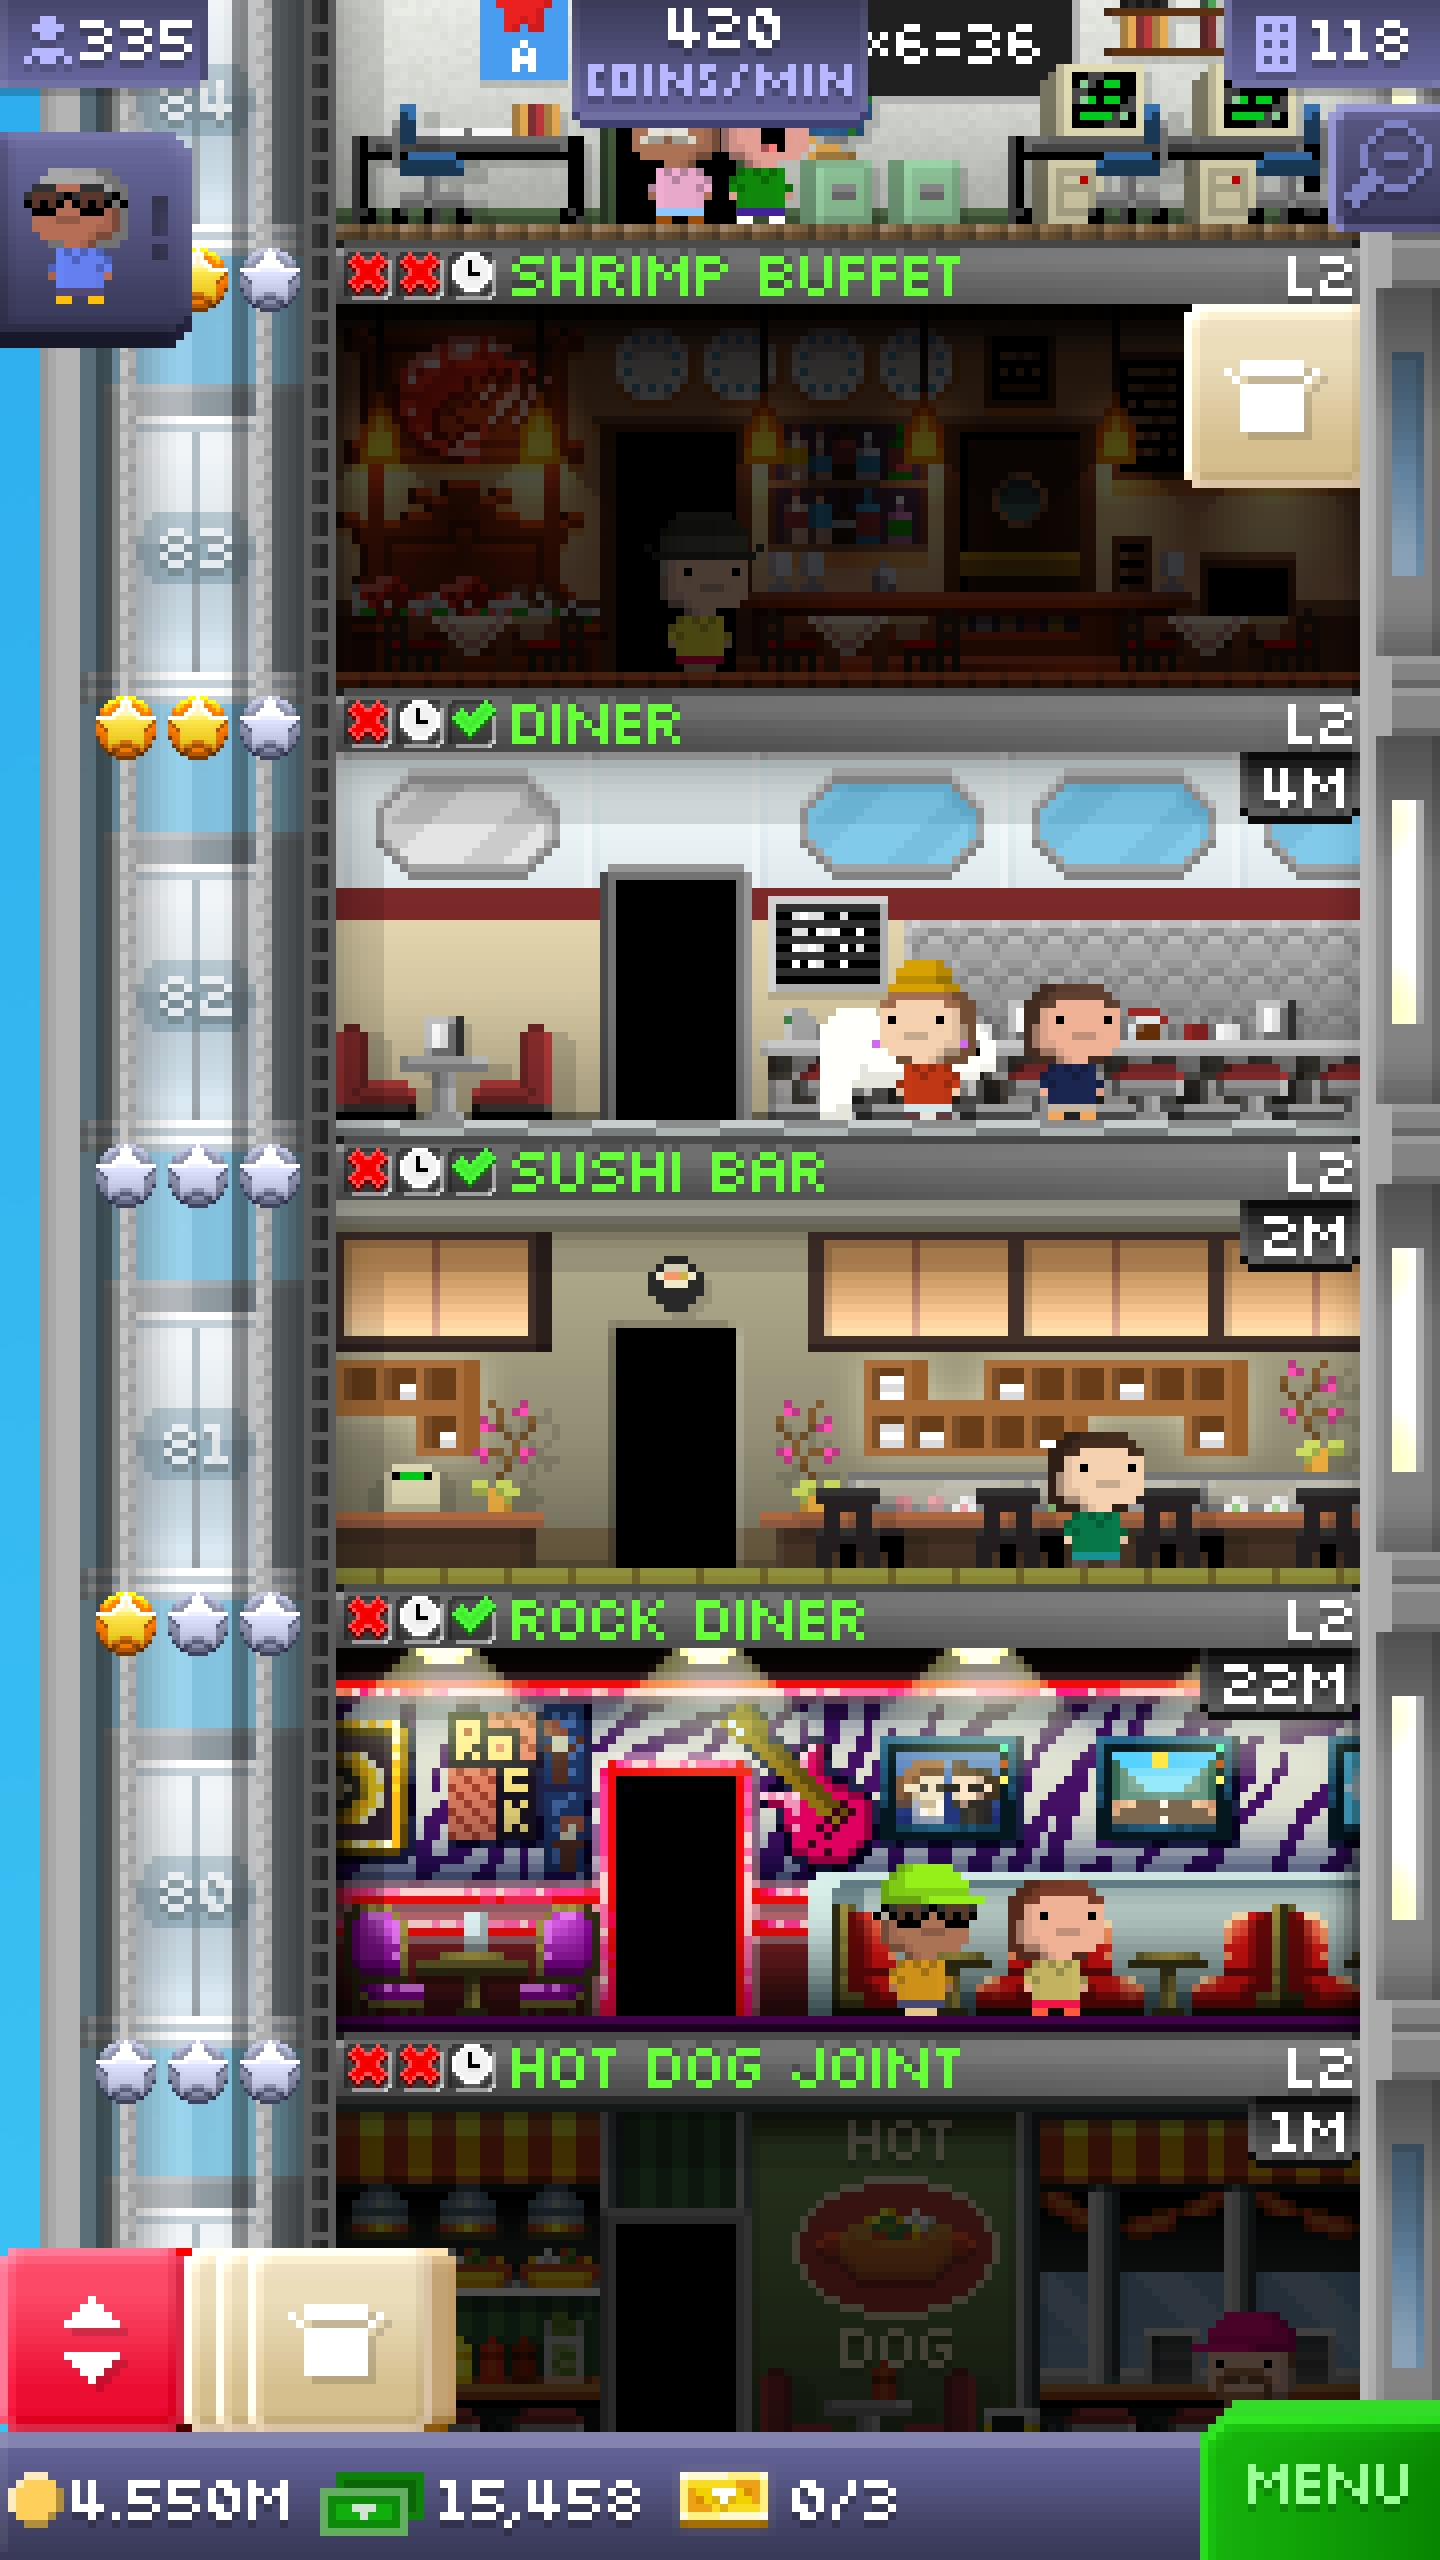 335
420
COINS/MIN
A
×6=36
118
84
SHRIMP BUFFET L2
83
DINER L2
4M
82
SUSHI BAR L2
2M
81
ROCK DINER L2
22M
ROCK
80
HOT DOG JOINT L2
1M
HOT
DOG
4.550M 15,458 0/3
MENU